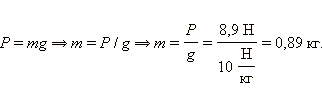 P = mg ⟹ m = P / g ⟹ m = P/g = 8,9 Н / 10 Н/кг = 0,89 кг.